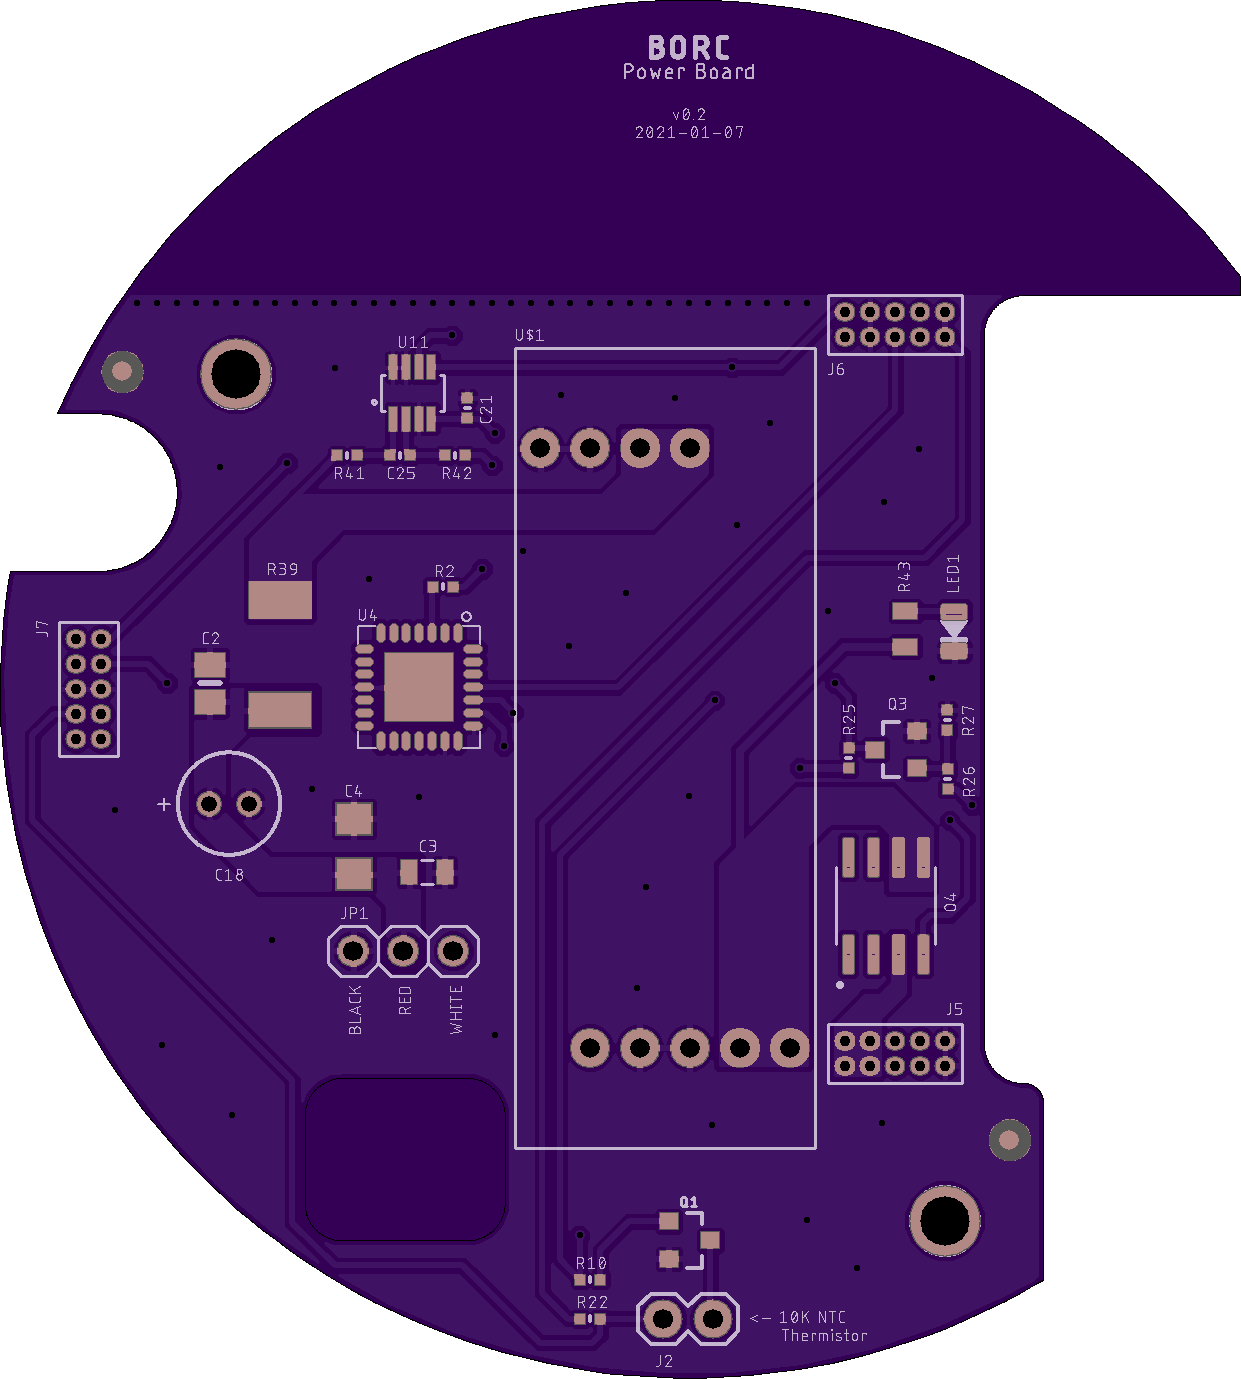 BORC
Power Board
v0.2
2021-01-07
U$1
U11
J6
C21
R41
C25
R42
R39
R2
R43
LED1
U4
J7
C2
Q3
R25
R27
R26
C4
+
C3
C18
04
JP1
BLACK
RED
WHITE
J5
Q1
R10
R22
<- 10K NTC
Thermistor
J2